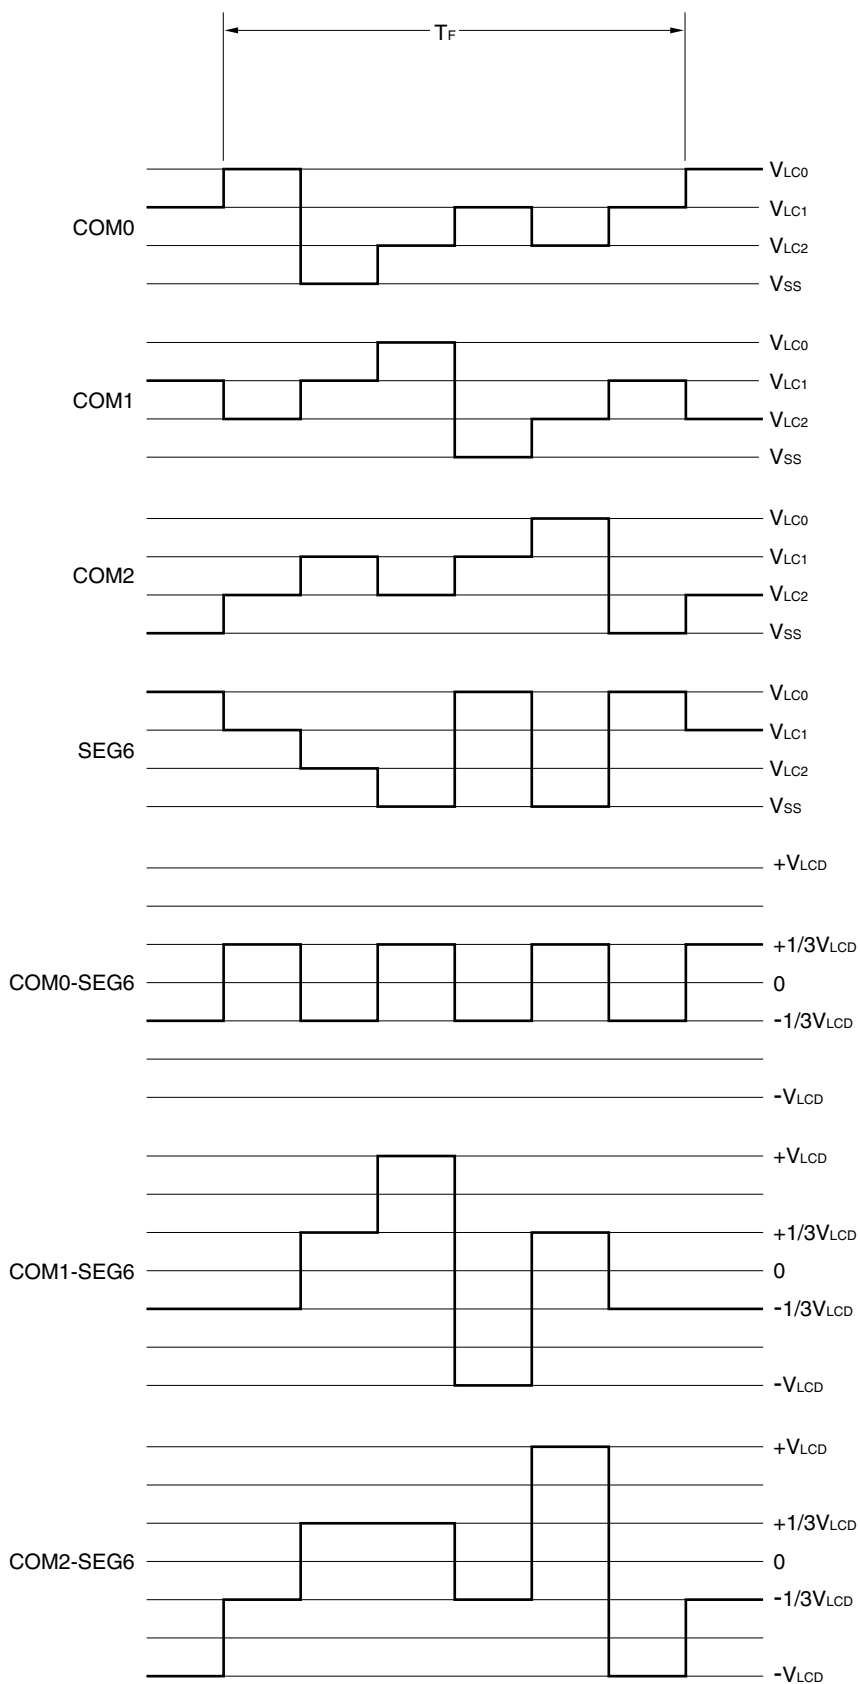 TF
VLC0
VLC1
COM0
VLC2
VSS
VLC0
VLC1
COM1
VLC2
VSS
VLC0
VLC1
COM2
VLC2
VSS
VLC0
VLC1
SEG6
VLC2
VSS
+VLCD
+1/3VLCD
COM0-SEG6
0
-1/3VLCD
-VLCD
+VLCD
+1/3VLCD
COM1-SEG6
0
-1/3VLCD
-VLCD
+VLCD
+1/3VLCD
COM2-SEG6
0
-1/3VLCD
-VLCD